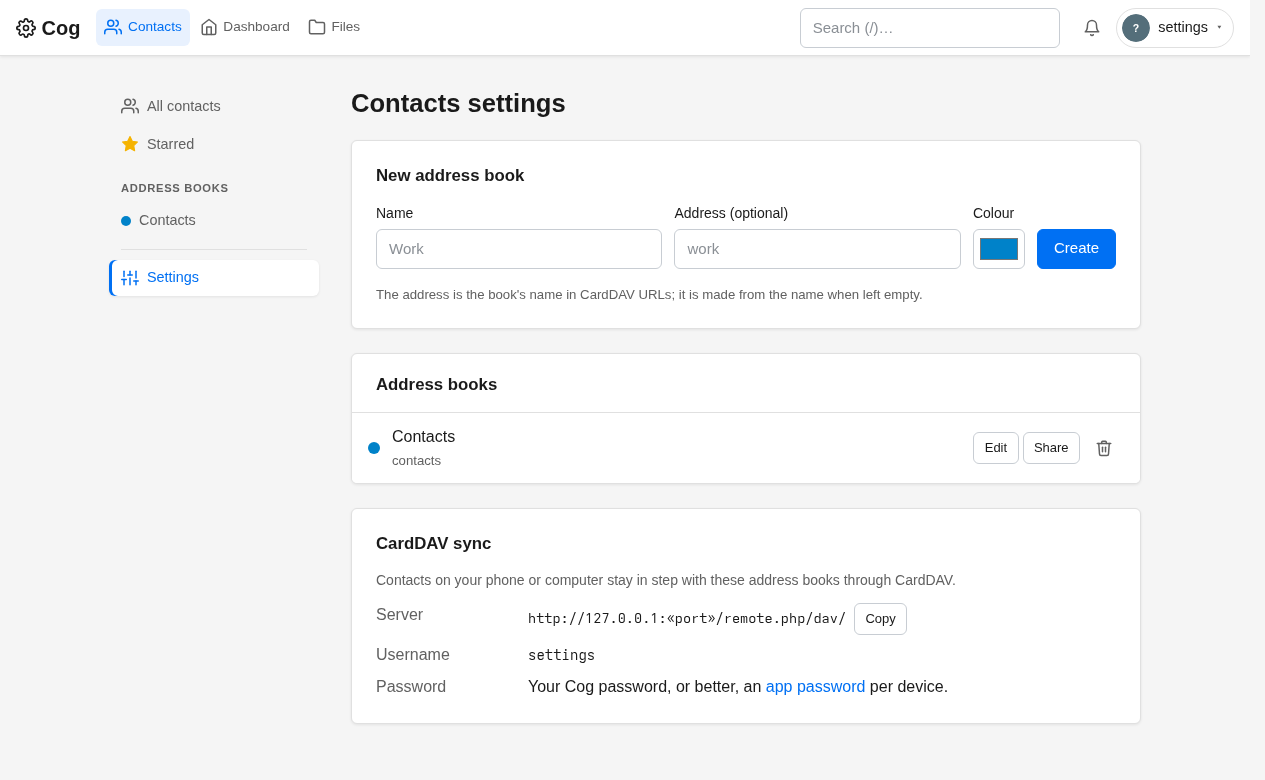 Cog
Contacts
Dashboard
Files
Search (/)…
?
settings
All contacts
Starred
ADDRESS BOOKS
Contacts
Settings
Contacts settings
New address book
Name
Address (optional)
Colour
Work
work
Create
The address is the book's name in CardDAV URLs; it is made from the name when left empty.
Address books
Contacts
contacts
Edit
Share
CardDAV sync
Contacts on your phone or computer stay in step with these address books through CardDAV.
Server
http://127.0.0.1:«port»/remote.php/dav/
Copy
Username
settings
Password
Your Cog password, or better, an app password per device.